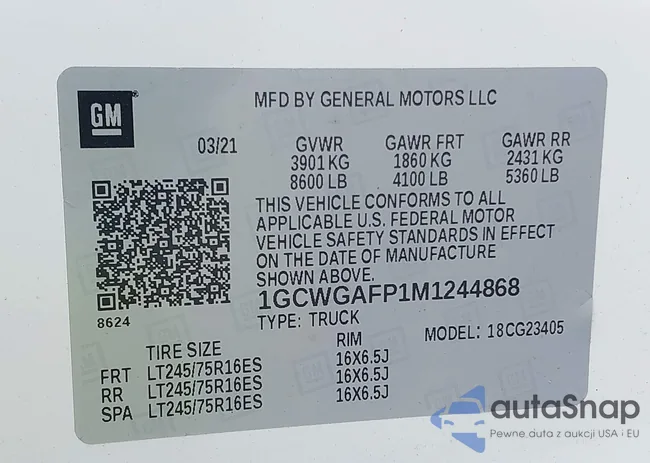 GM
MFD BY GENERAL MOTORS LLC
03/21
GVWR GAWR FRT GAWR RR
3901 KG 1860 KG 2431 KG
8600 LB 4100 LB 5360 LB
THIS VEHICLE CONFORMS TO ALL
APPLICABLE U.S. FEDERAL MOTOR
VEHICLE SAFETY STANDARDS IN EFFECT
ON THE DATE OF MANUFACTURE
SHOWN ABOVE.
1GCWGAFP1M1244868
8624
TYPE: TRUCK MODEL: 18CG23405
TIRE SIZE RIM
FRT LT245/75R16ES 16X6.5J
RR LT245/75R16ES 16X6.5J
SPA LT245/75R16ES 16X6.5J
autaSnap
Pewne auta z aukcji USA i EU